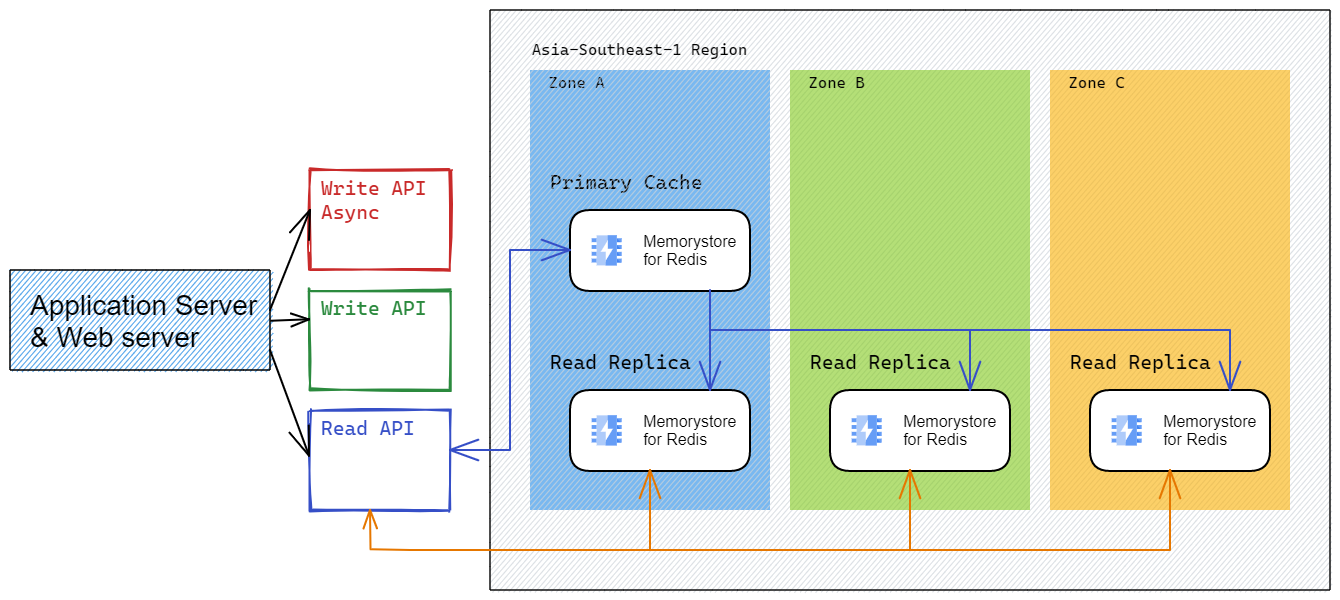 Asia-Southeast-1 Region
Zone A
Zone B
Zone C
Write API
Async
Primary Cache
Memorystore
for Redis
Application Server
& Web server
Write API
Read Replica
Read Replica
Read Replica
Read API
Memorystore
for Redis
Memorystore
for Redis
Memorystore
for Redis